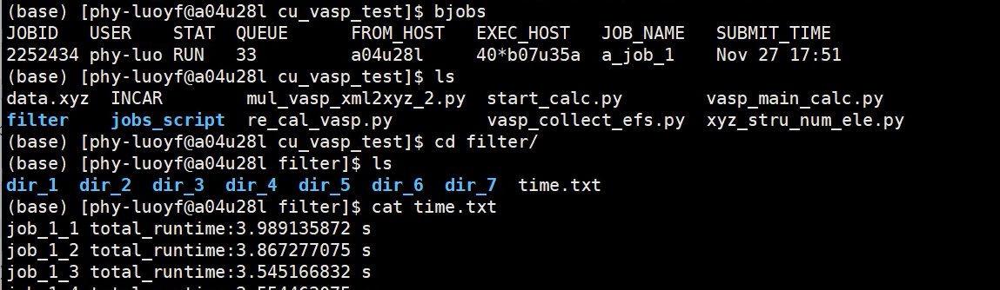 (base) [phy-luoyf@a04u28l cu_vasp_test]$ bjobs
JOBID   USER    STAT  QUEUE      FROM_HOST   EXEC_HOST   JOB_NAME   SUBMIT_TIME
2252434 phy-luo RUN   33         a04u28l     40*b07u35a  a_job_1    Nov 27 17:51
(base) [phy-luoyf@a04u28l cu_vasp_test]$ ls
data.xyz  INCAR        mul_vasp_xml2xyz_2.py  start_calc.py        vasp_main_calc.py
filter    jobs_script  re_cal_vasp.py         vasp_collect_efs.py  xyz_stru_num_ele.py
(base) [phy-luoyf@a04u28l cu_vasp_test]$ cd filter/
(base) [phy-luoyf@a04u28l filter]$ ls
dir_1  dir_2  dir_3  dir_4  dir_5  dir_6  dir_7  time.txt
(base) [phy-luoyf@a04u28l filter]$ cat time.txt
job_1_1 total_runtime:3.989135872 s
job_1_2 total_runtime:3.867277075 s
job_1_3 total_runtime:3.545166832 s